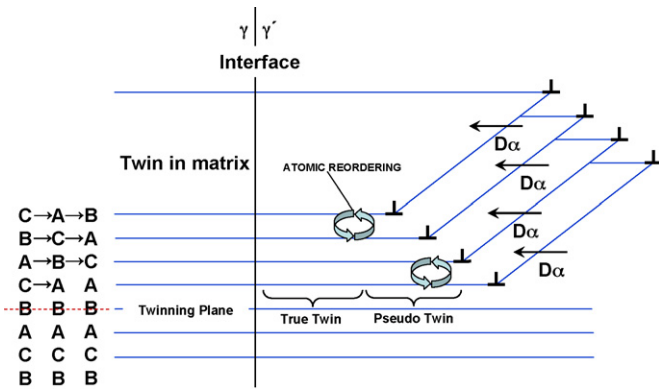 γ γ´
Interface
Dα
Twin in matrix
ATOMIC REORDERING
Dα
C→A→B
Dα
B→C→A
A→B→C
Dα
C→A A
B B B
Twinning Plane
True Twin
Pseudo Twin
A A A
C C C
B B B